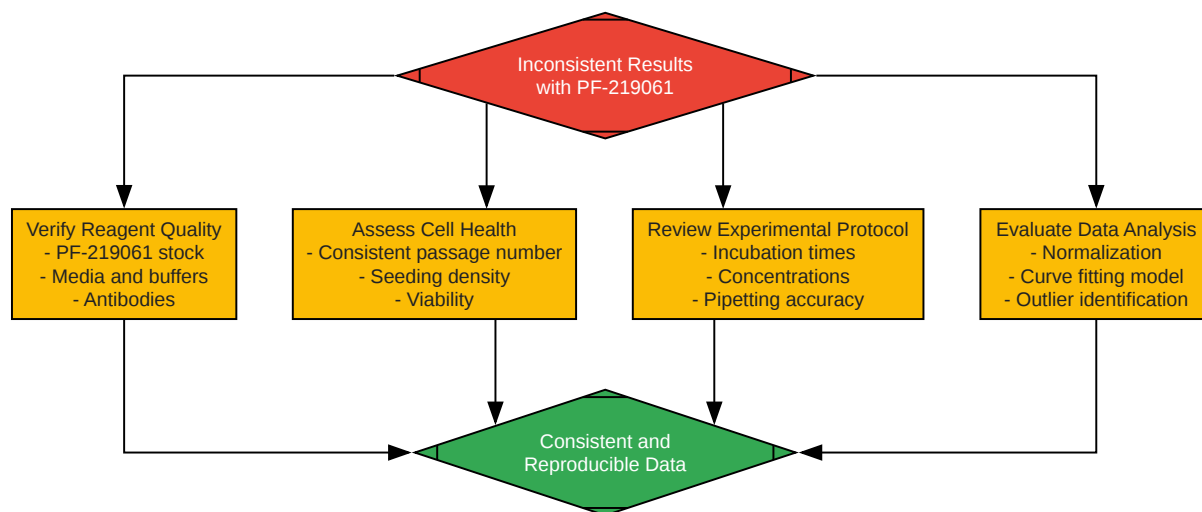 Inconsistent Results
with PF-219061
Verify Reagent Quality
- PF-219061 stock
- Media and buffers
- Antibodies
Assess Cell Health
- Consistent passage number
- Seeding density
- Viability
Review Experimental Protocol
- Incubation times
- Concentrations
- Pipetting accuracy
Evaluate Data Analysis
- Normalization
- Curve fitting model
- Outlier identification
Consistent and
Reproducible Data